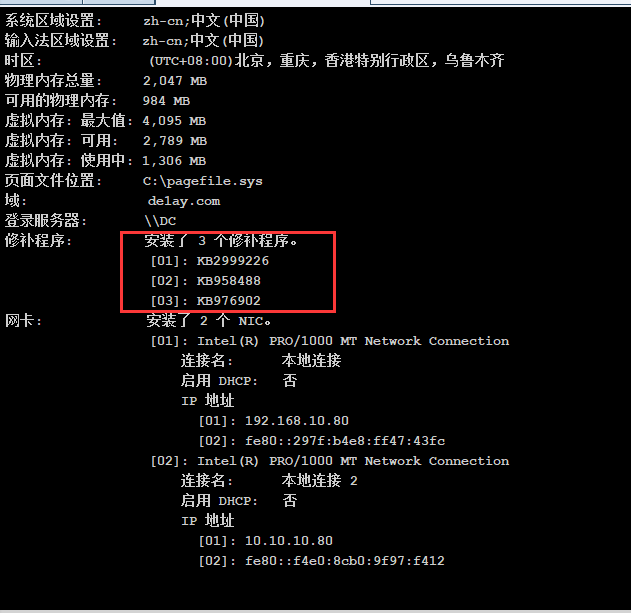 系统区域设置: zh-cn;中文(中国)
输入法区域设置: zh-cn;中文(中国)
时区: (UTC+08:00)北京，重庆，香港特别行政区，乌鲁木齐
物理内存总量: 2,047 MB
可用的物理内存: 984 MB
虚拟内存: 最大值: 4,095 MB
虚拟内存: 可用: 2,789 MB
虚拟内存: 使用中: 1,306 MB
页面文件位置: C:\pagefile.sys
域: de1ay.com
登录服务器: \\DC
修补程序: 安装了 3 个修补程序。
[01]: KB2999226
[02]: KB958488
[03]: KB976902
网卡: 安装了 2 个 NIC。
[01]: Intel(R) PRO/1000 MT Network Connection
连接名: 本地连接
启用 DHCP: 否
IP 地址
[01]: 192.168.10.80
[02]: fe80::297f:b4e8:ff47:43fc
[02]: Intel(R) PRO/1000 MT Network Connection
连接名: 本地连接 2
启用 DHCP: 否
IP 地址
[01]: 10.10.10.80
[02]: fe80::f4e0:8cb0:9f97:f412